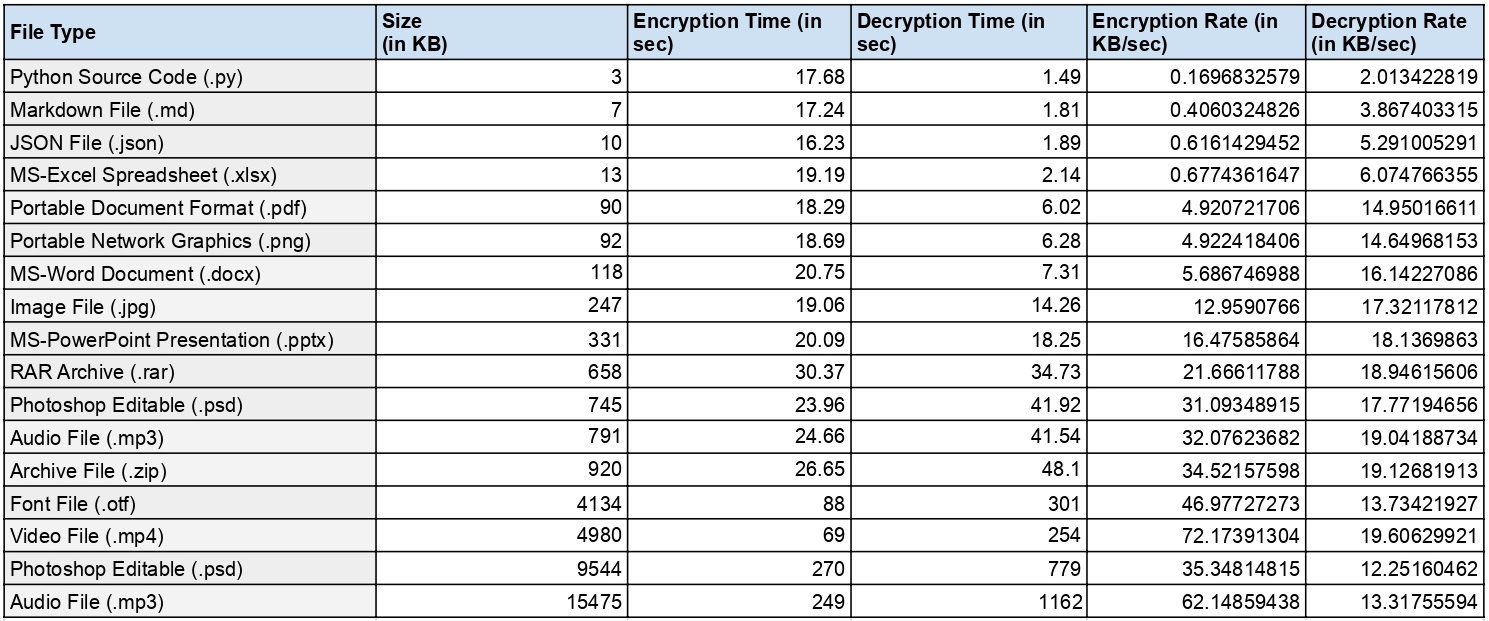 File Type Size (in KB) Encryption Time (in sec) Decryption Time (in sec) Encryption Rate (in KB/sec) Decryption Rate (in KB/sec)
Python Source Code (.py) 3 17.68 1.49 0.1696832579 2.013422819
Markdown File (.md) 7 17.24 1.81 0.4060324826 3.867403315
JSON File (.json) 10 16.23 1.89 0.6161429452 5.291005291
MS-Excel Spreadsheet (.xlsx) 13 19.19 2.14 0.6774361647 6.074766355
Portable Document Format (.pdf) 90 18.29 6.02 4.920721706 14.95016611
Portable Network Graphics (.png) 92 18.69 6.28 4.922418406 14.64968153
MS-Word Document (.docx) 118 20.75 7.31 5.686746988 16.14227086
Image File (.jpg) 247 19.06 14.26 12.9590766 17.32117812
MS-PowerPoint Presentation (.pptx) 331 20.09 18.25 16.47585864 18.1369863
RAR Archive (.rar) 658 30.37 34.73 21.66611788 18.94615606
Photoshop Editable (.psd) 745 23.96 41.92 31.09348915 17.77194656
Audio File (.mp3) 791 24.66 41.54 32.07623682 19.04188734
Archive File (.zip) 920 26.65 48.1 34.52157598 19.12681913
Font File (.otf) 4134 88 301 46.97727273 13.73421927
Video File (.mp4) 4980 69 254 72.17391304 19.60629921
Photoshop Editable (.psd) 9544 270 779 35.34814815 12.25160462
Audio File (.mp3) 15475 249 1162 62.14859438 13.31755594